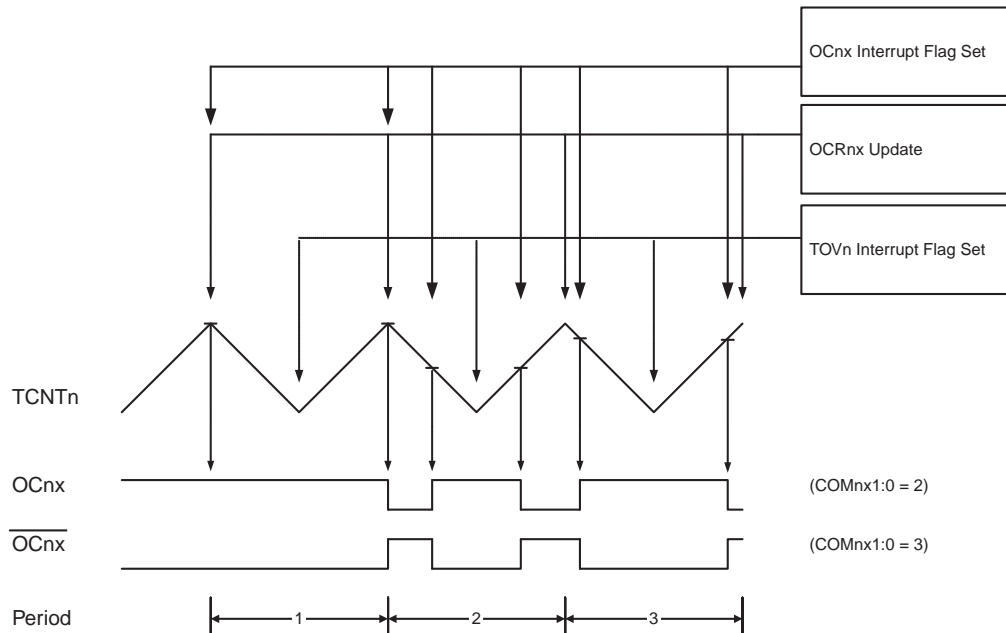 OCnx Interrupt Flag Set
OCRnx Update
TOVn Interrupt Flag Set
TCNTn
OCnx
(COMnx1:0 = 2)
OCnx
(COMnx1:0 = 3)
Period
1
2
3